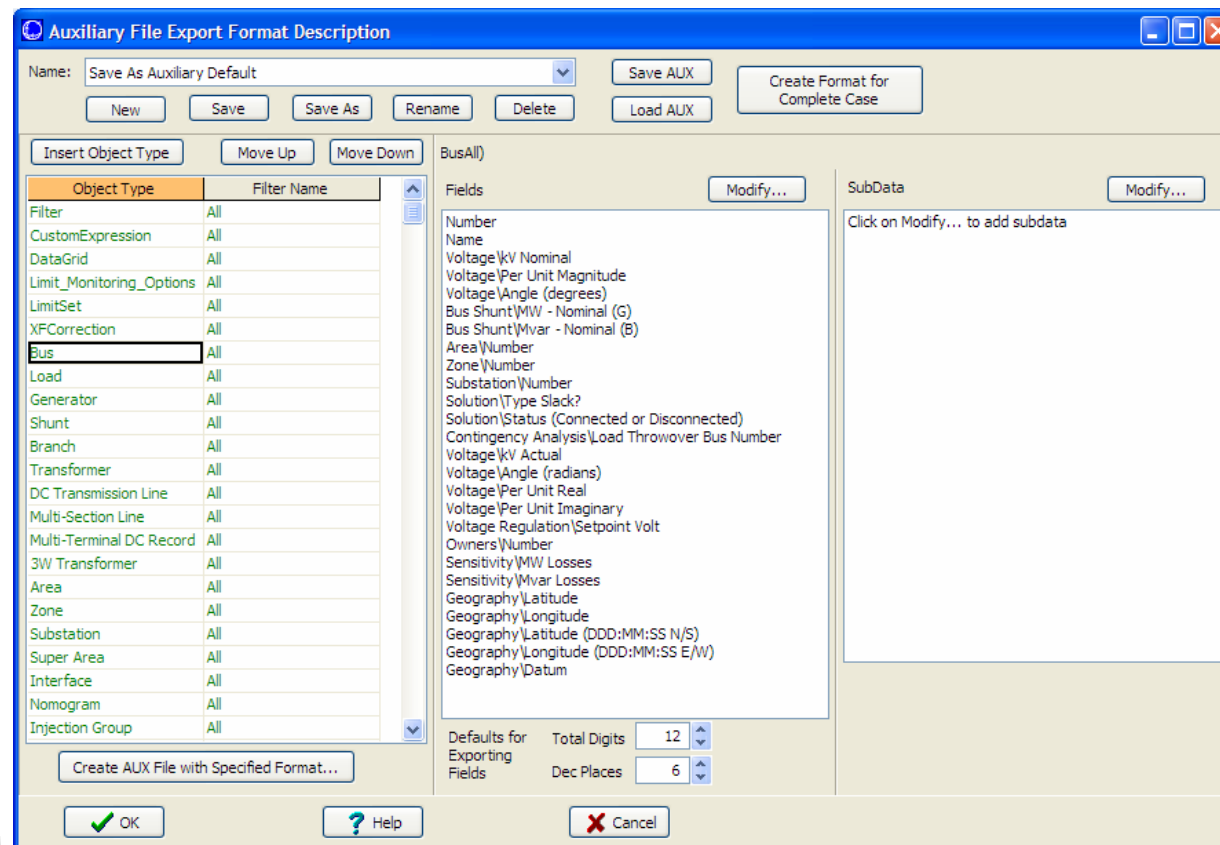 Auxiliary File Export Format Description
Name: Save As Auxiliary Default
Save AUX
Create Format for
Complete Case
New Save Save As Rename Delete Load AUX
Insert Object Type Move Up Move Down BusAll)
Object Type Filter Name
Filter All
CustomExpression All
DataGrid All
Limit_Monitoring_Options All
LimitSet All
XFCorrection All
Bus All
Load All
Generator All
Shunt All
Branch All
Transformer All
DC Transmission Line All
Multi-Section Line All
Multi-Terminal DC Record All
3W Transformer All
Area All
Zone All
Substation All
Super Area All
Interface All
Nomogram All
Injection Group All
Create AUX File with Specified Format...
Fields Modify...
Number
Name
Voltage\kV Nominal
Voltage\Per Unit Magnitude
Voltage\Angle (degrees)
Bus Shunt\MW - Nominal (G)
Bus Shunt\Mvar - Nominal (B)
Area\Number
Zone\Number
Substation\Number
Solution\Type Slack?
Solution\Status (Connected or Disconnected)
Contingency Analysis\Load Throwover Bus Number
Voltage\kV Actual
Voltage\Angle (radians)
Voltage\Per Unit Real
Voltage\Per Unit Imaginary
Voltage Regulation\Setpoint Volt
Owners\Number
Sensitivity\MW Losses
Sensitivity\Mvar Losses
Geography\Latitude
Geography\Longitude
Geography\Latitude (DDD:MM:SS N/S)
Geography\Longitude (DDD:MM:SS E/W)
Geography\Datum
Defaults for
Exporting
Fields
Total Digits 12
Dec Places 6
SubData Modify...
Click on Modify... to add subdata
OK Help Cancel